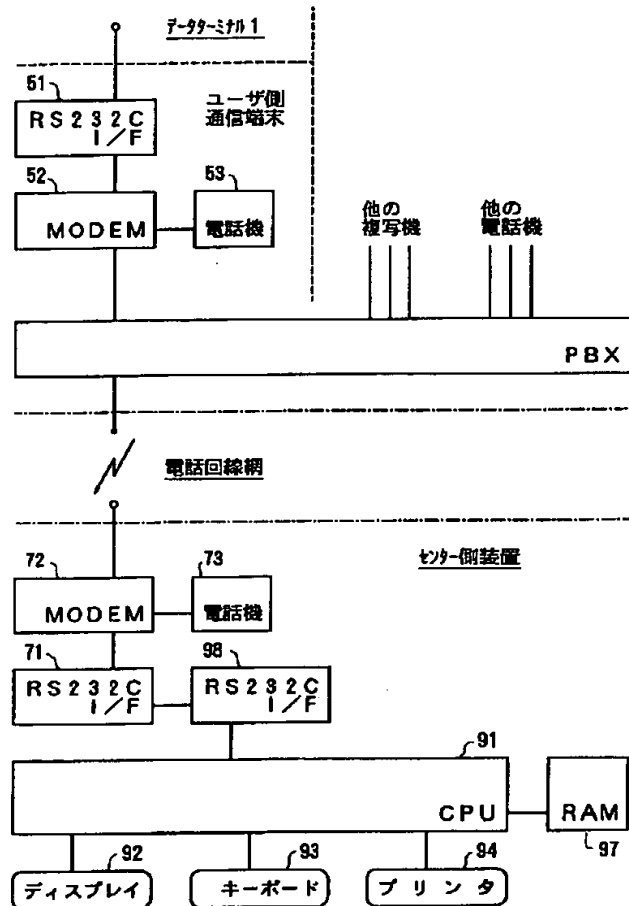 データターミナル1
51
RS232C
I/F
ユーザ側
通信端末
52
MODEM
53
電話機
他の
複写機
他の
電話機
PBX
電話回線網
センター側装置
72
MODEM
73
電話機
71
RS232C
I/F
98
RS232C
I/F
91
CPU
RAM
97
92
ディスプレイ
93
キーボード
94
プリンタ